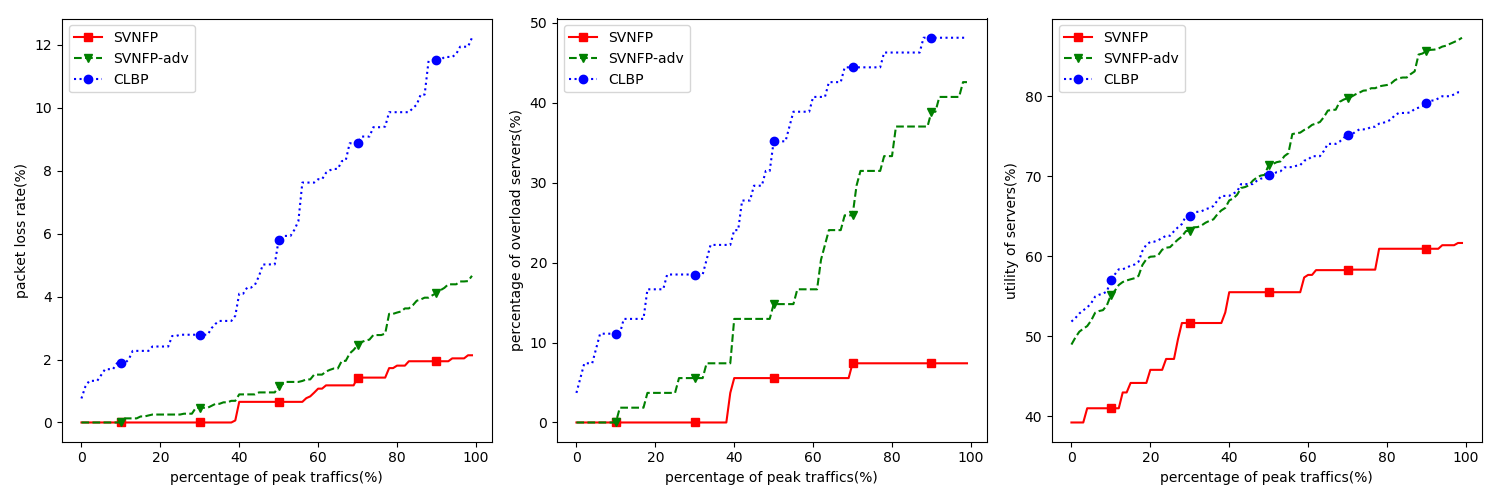 packet loss rate(%)
12
10
8
6
4
2
0
SVNFP
SVNFP-adv
CLBP
0 20 40 60 80 100
percentage of peak traffics(%)
percentage of overload servers(%)
50
40
30
20
10
0
SVNFP
SVNFP-adv
CLBP
0 20 40 60 80 100
percentage of peak traffics(%)
utility of servers(%)
80
70
60
50
40
SVNFP
SVNFP-adv
CLBP
0 20 40 60 80 100
percentage of peak traffics(%)